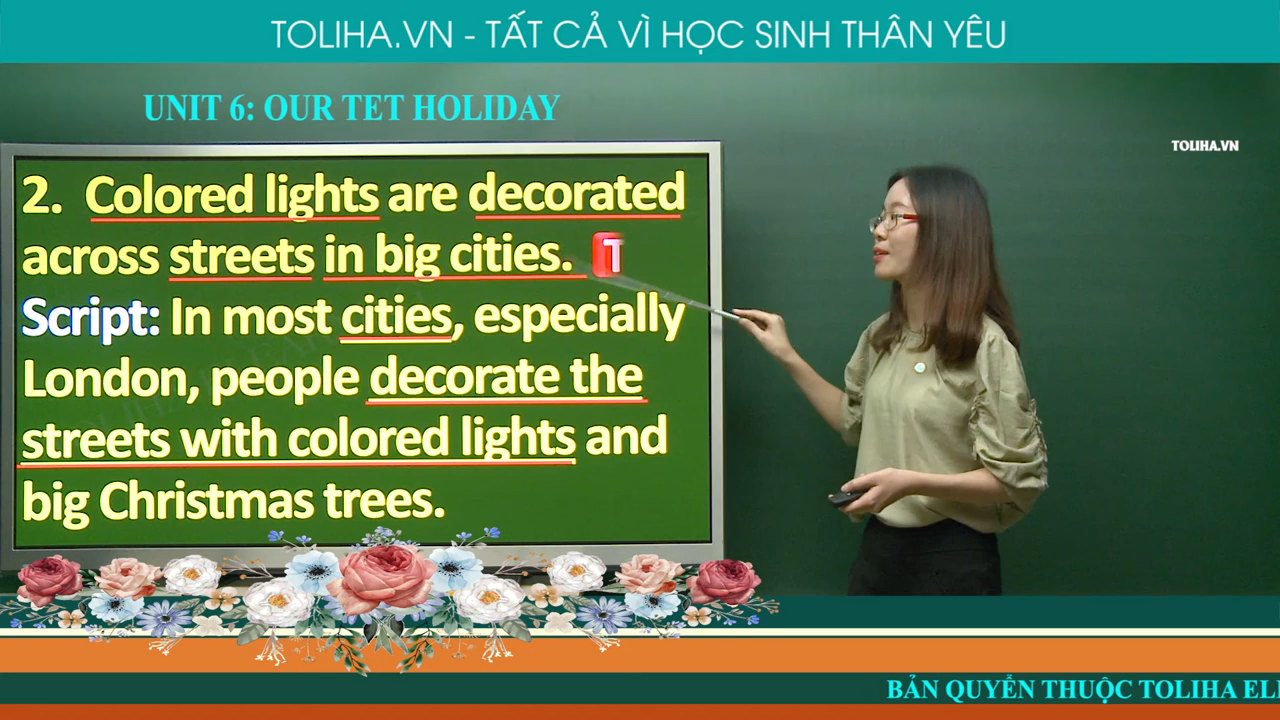 TOLIHA.VN - TẤT CẢ VÌ HỌC SINH THÂN YÊU
UNIT 6: OUR TET HOLIDAY
TOLIHA.VN
2. Colored lights are decorated
across streets in big cities. T
Script: In most cities, especially
London, people decorate the
streets with colored lights and
big Christmas trees.
BẢN QUYỀN THUỘC TOLIHA